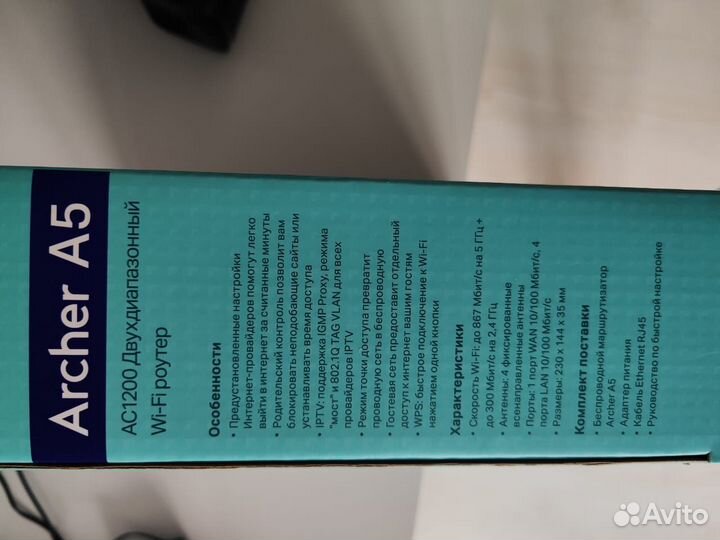 Archer A5
AC1200 Двухдиапазонный
Wi-Fi роутер
Особенности
• Предустановленные настройки
Интернет-провайдеров помогут легко
выйти в интернет за считанные минуты
• Родительский контроль позволит вам
блокировать неподобающие сайты или
устанавливать время доступа
• IPTV: поддержка IGMP Proxy, режима
"мост" и 802.1Q TAG VLAN для всех
провайдеров IPTV
• Режим точки доступа превратит
проводную сеть в беспроводную
• Гостевая сеть предоставит отдельный
доступ к интернет вашим гостям
• WPS: быстрое подключение к Wi-Fi
нажатием одной кнопки
Характеристики
• Скорость Wi-Fi: до 867 Мбит/с на 5 ГГц +
до 300 Мбит/с на 2,4 ГГц
• Антенны: 4 фиксированные
всенаправленные антенны
• Порты: 1 порт WAN 10/100 Мбит/с, 4
порта LAN 10/100 Мбит/с
• Размеры: 230 x 144 x 35 мм
Комплект поставки
• Беспроводной маршрутизатор
Archer A5
• Адаптер питания
• Кабель Ethernet RJ45
• Руководство по быстрой настройке
Avito